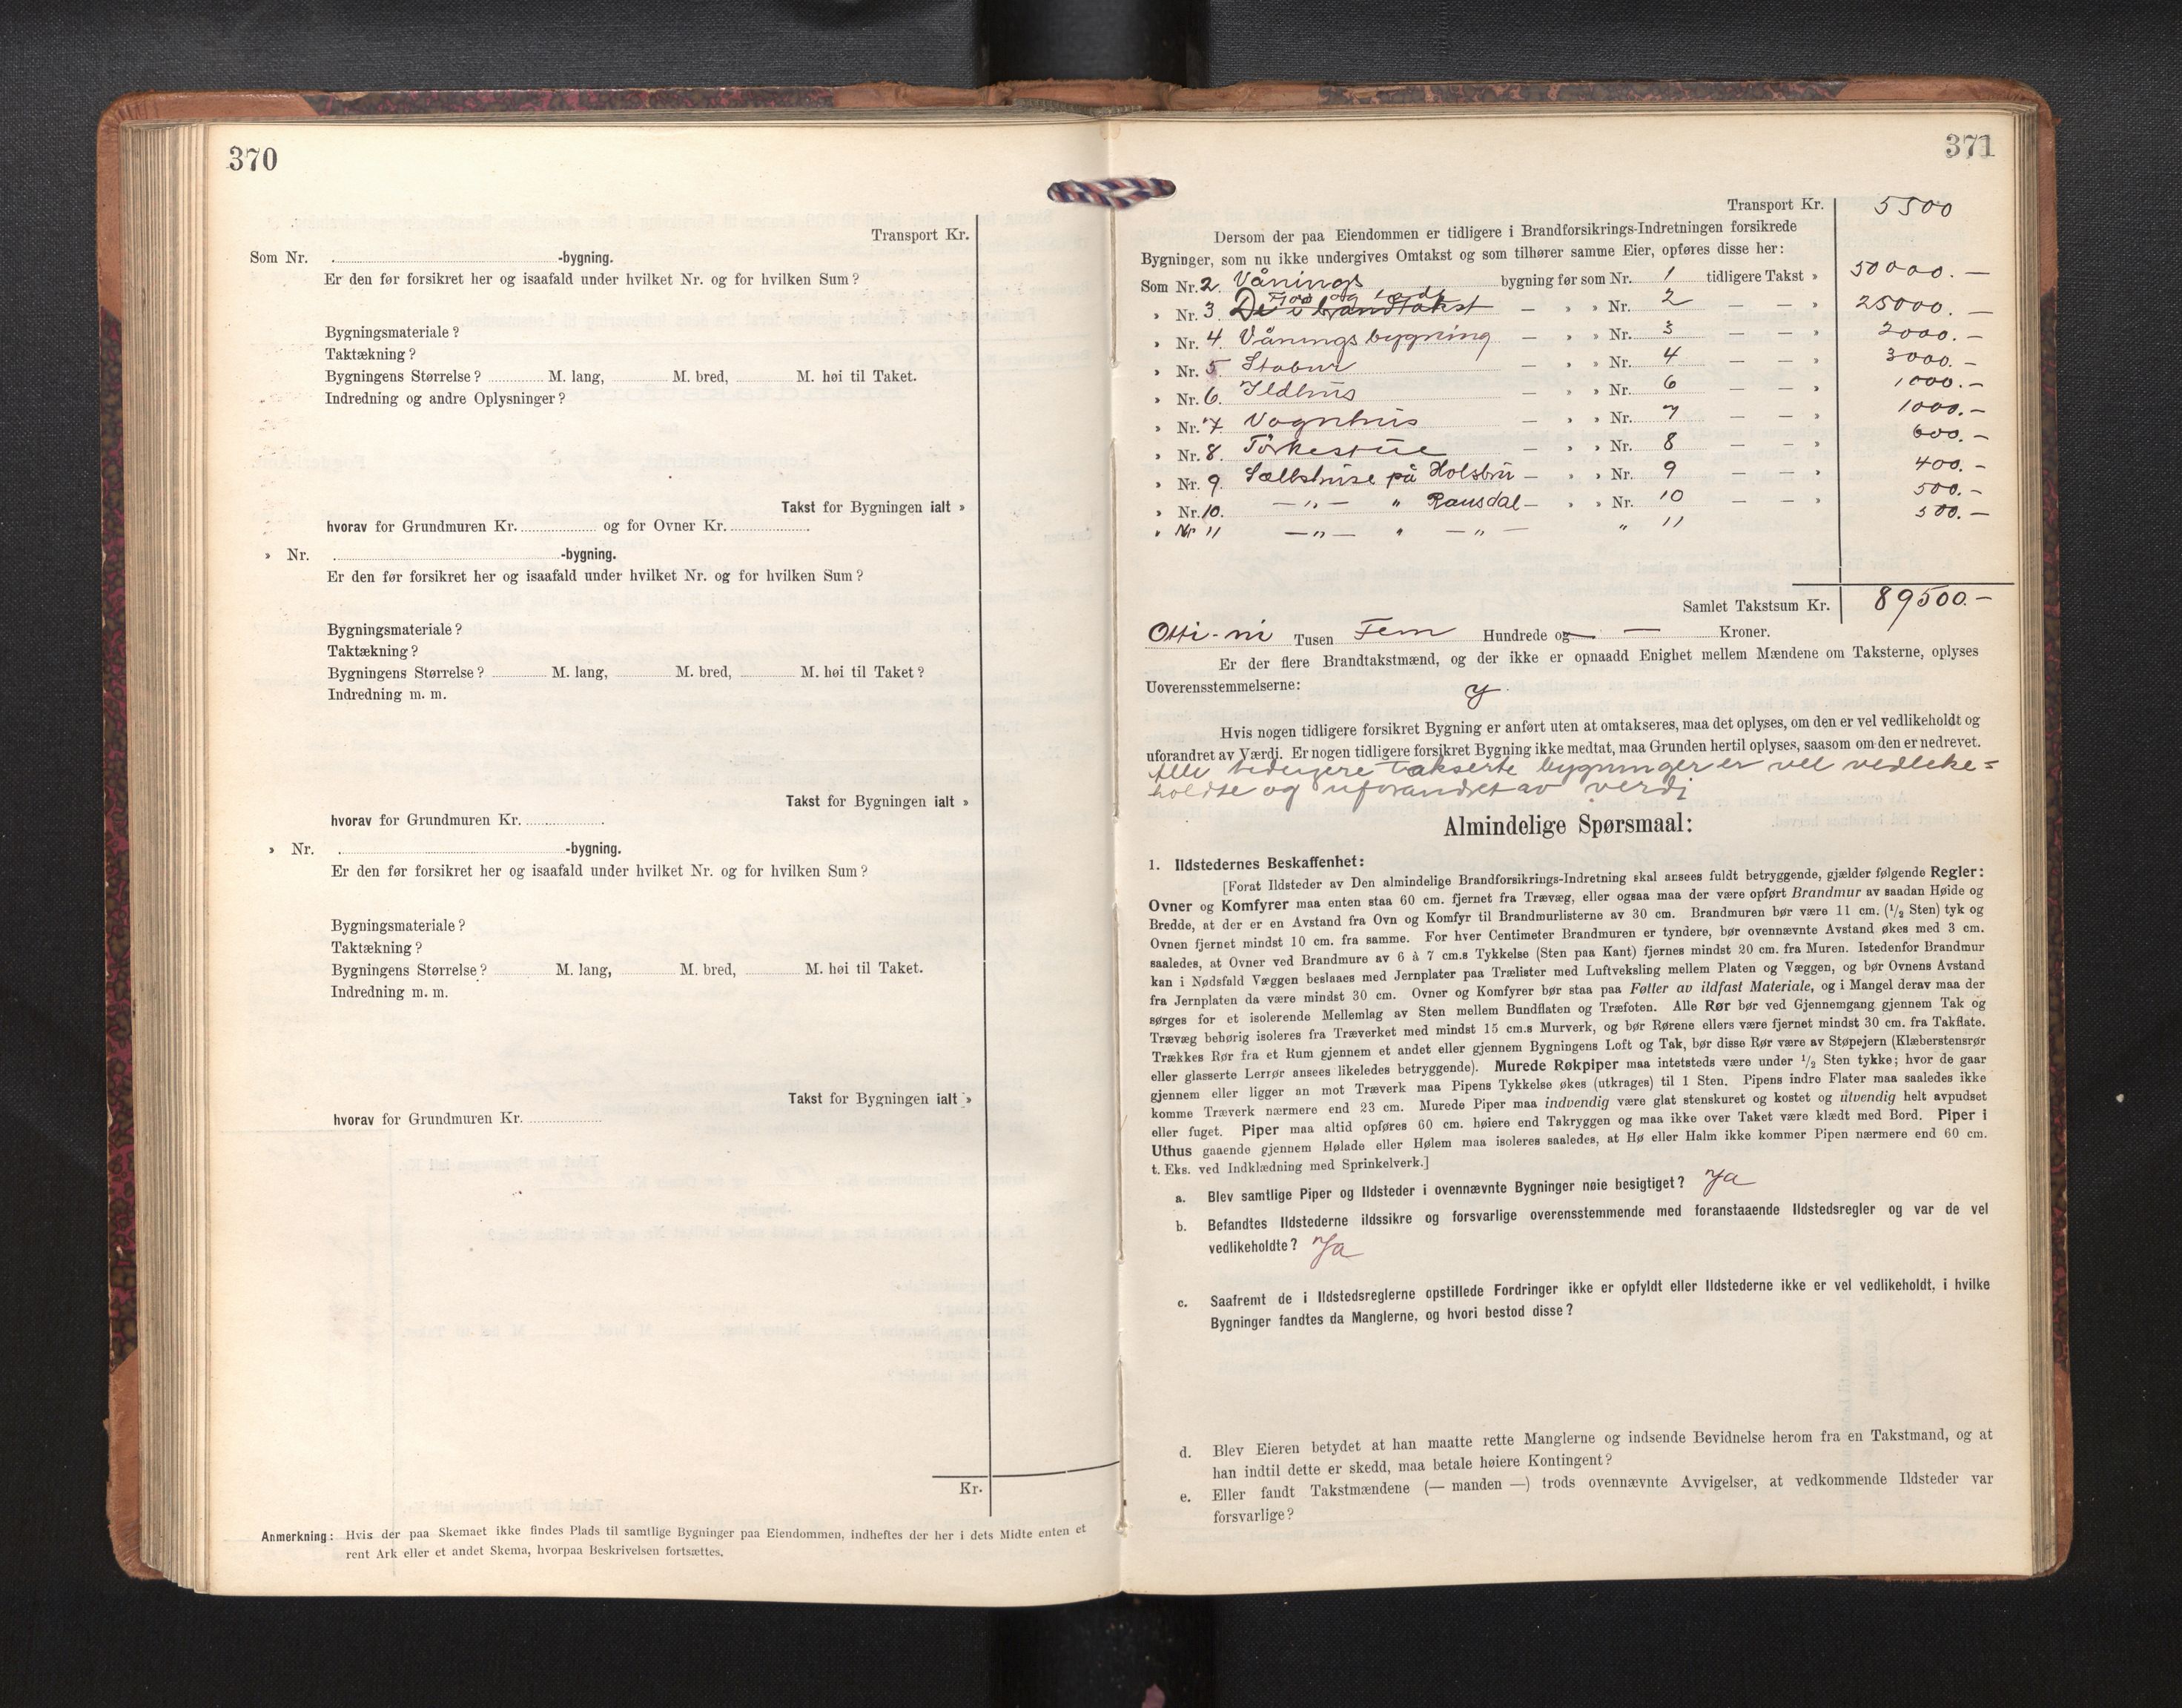 370
Transport Kr.
Som Nr. -bygning.
Er den før forsikret her og isaafald under hvilket Nr. og for hvilken Sum?
Bygningsmateriale?
Taktækning?
Bygningens Størrelse? M. lang, M. bred, M. høi til Taket.
Indredning og andre Oplysninger?
Takst for Bygningen ialt »
hvorav for Grundmuren Kr. og for Ovner Kr.
» Nr. -bygning.
Er den før forsikret her og isaafald under hvilket Nr. og for hvilken Sum?
Bygningsmateriale?
Taktækning?
Bygningens Størrelse? M. lang, M. bred, M. høi til Taket?
Indredning m. m.
Takst for Bygningen ialt »
hvorav for Grundmuren Kr.
» Nr. -bygning.
Er den før forsikret her og isaafald under hvilket Nr. og for hvilken Sum?
Bygningsmateriale?
Taktækning?
Bygningens Størrelse? M. lang, M. bred, M. høi til Taket.
Indredning m. m.
Takst for Bygningen ialt »
hvorav for Grundmuren Kr.
Kr.
Anmerkning: Hvis der paa Skemaet ikke findes Plads til samtlige Bygninger paa Eiendommen, indheftes der her i dets Midte enten et
rent Ark eller et andet Skema, hvorpaa Beskrivelsen fortsættes.
371
Transport Kr. 5500
Dersom der paa Eiendommen er tidligere i Brandforsikrings-Indretningen forsikrede
Bygninger, som nu ikke undergives Omtakst og som tilhører samme Eier, opføres disse her:
Som Nr. 2. Vånings bygning før som Nr. 1 tidligere Takst » 50000.—
» Nr. 3 — » » Nr. 2 — — » 25000.—
» Nr. 4 Våningsbygning — » » Nr. 3 — — » 2000.—
» Nr. 5 Stabur — » » Nr. 4 — — » 3000.—
» Nr. 6. Ildhus — » » Nr. 6 — — » 1000.—
» Nr. 7 Vognhus — » » Nr. 7 — — » 1000.—
» Nr. 8. Törkestue — » » Nr. 8 — — » 600.—
» Nr. 9. Sælshuse på Holsbru — » » Nr. 9 — — » 400.—
» Nr. 10. — „ — „ Rausdal — » » Nr. 10 — — » 500.—
» Nr 11 — „ — „ — „ — „ 11 500.—
Samlet Takstsum Kr. 89500.—
Otti-ni Tusen Fem Hundrede og — Kroner.
Er der flere Brandtakstmænd, og der ikke er opnaadd Enighet mellem Mændene om Taksterne, oplyses
Uoverensstemmelserne:
Hvis nogen tidligere forsikret Bygning er anført uten at omtakseres, maa det oplyses, om den er vel vedlikeholdt og
uforandret av Værdi. Er nogen tidligere forsikret Bygning ikke medtat, maa Grunden hertil oplyses, saasom om den er nedrevet.
Alle tidligere takserte bygninger er vel vedlike=
holdte og uforandret av verdi
Almindelige Spørsmaal:
1. Ildstedernes Beskaffenhet:
[Forat Ildsteder av Den almindelige Brandforsikrings-Indretning skal ansees fuldt betryggende, gjælder følgende Regler:
Ovner og Komfyrer maa enten staa 60 cm. fjernet fra Trævæg, eller ogsaa maa der være opført Brandmur av saadan Høide og
Bredde, at der er en Avstand fra Ovn og Komfyr til Brandmurlisterne av 30 cm. Brandmuren bør være 11 cm. (1/2 Sten) tyk og
Ovnen fjernet mindst 10 cm. fra samme. For hver Centimeter Brandmuren er tyndere, bør ovennævnte Avstand økes med 3 cm.
saaledes, at Ovner ved Brandmure av 6 à 7 cm.s Tykkelse (Sten paa Kant) fjernes mindst 20 cm. fra Muren. Istedenfor Brandmur
kan i Nødsfald Væggen beslaaes med Jernplater paa Trælister med Luftveksling mellem Platen og Væggen, og bør Ovnens Avstand
fra Jernplaten da være mindst 30 cm. Ovner og Komfyrer bør staa paa Føtter av ildfast Materiale, og i Mangel derav maa der
sørges for et isolerende Mellemlag av Sten mellem Bundflaten og Træfoten. Alle Rør bør ved Gjennemgang gjennem Tak og
Trævæg behørig isoleres fra Træverket med mindst 15 cm.s Murverk, og bør Rørene ellers være fjernet mindst 30 cm. fra Takflate.
Trækkes Rør fra et Rum gjennem et andet eller gjennem Bygningens Loft og Tak, bør disse Rør være av Støpejern (Klæberstensrør
eller glasserte Lerrør ansees likeledes betryggende). Murede Røkpiper maa intetsteds være under 1/2 Sten tykke; hvor de gaar
gjennem eller ligger an mot Træverk maa Pipens Tykkelse økes (utkrages) til 1 Sten. Pipens indre Flater maa saaledes ikke
komme Træverk nærmere end 23 cm. Murede Piper maa indvendig være glat stenskuret og kostet og utvendig helt avpudset
eller fuget. Piper maa altid opføres 60 cm. høiere end Takryggen og maa ikke over Taket være klædt med Bord. Piper i
Uthus gaaende gjennem Hølade eller Hølem maa isoleres saaledes, at Hø eller Halm ikke kommer Pipen nærmere end 60 cm.
t. Eks. ved Indklædning med Sprinkelverk.]
a. Blev samtlige Piper og Ildsteder i ovennævnte Bygninger nøie besigtiget? Ja
b. Befandtes Ildstederne ildssikre og forsvarlige overensstemmende med foranstaaende Ildstedsregler og var de vel
vedlikeholdte? Ja
c. Saafremt de i Ildstedsreglerne opstillede Fordringer ikke er opfyldt eller Ildstederne ikke er vel vedlikeholdt, i hvilke
Bygninger fandtes da Manglerne, og hvori bestod disse?
d. Blev Eieren betydet at han maatte rette Manglerne og indsende Bevidnelse herom fra en Takstmand, og at
han indtil dette er skedd, maa betale høiere Kontingent?
e. Eller fandt Takstmændene (— manden —) trods ovennævnte Avvigelser, at vedkommende Ildsteder var
forsvarlige?